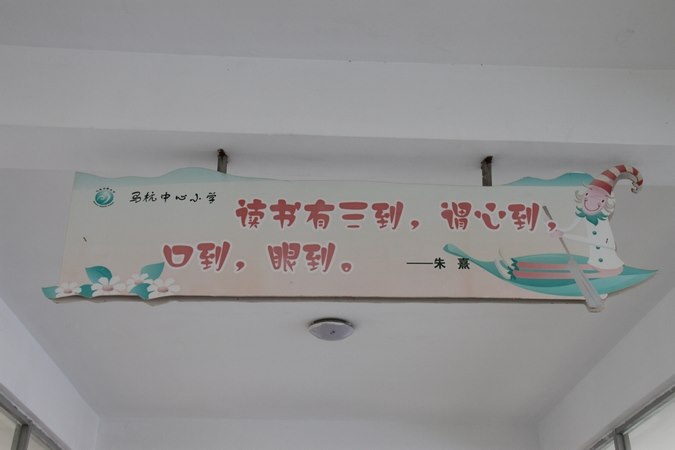 马杭中心小学
读书有三到，谓心到，
口到，眼到。
——朱 熹